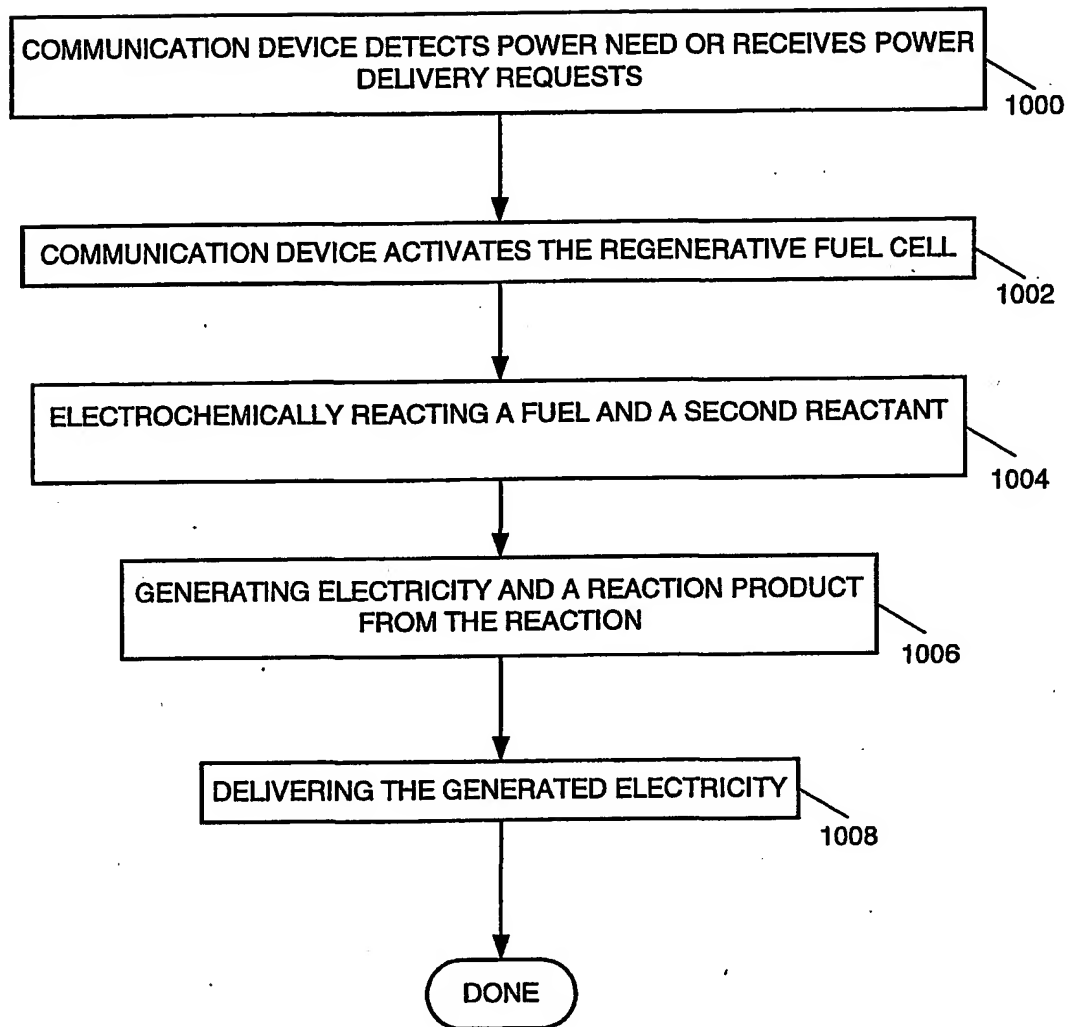 COMMUNICATION DEVICE DETECTS POWER NEED OR RECEIVES POWER
DELIVERY REQUESTS
1000
COMMUNICATION DEVICE ACTIVATES THE REGENERATIVE FUEL CELL
1002
ELECTROCHEMICALLY REACTING A FUEL AND A SECOND REACTANT
1004
GENERATING ELECTRICITY AND A REACTION PRODUCT
FROM THE REACTION
1006
DELIVERING THE GENERATED ELECTRICITY
1008
DONE